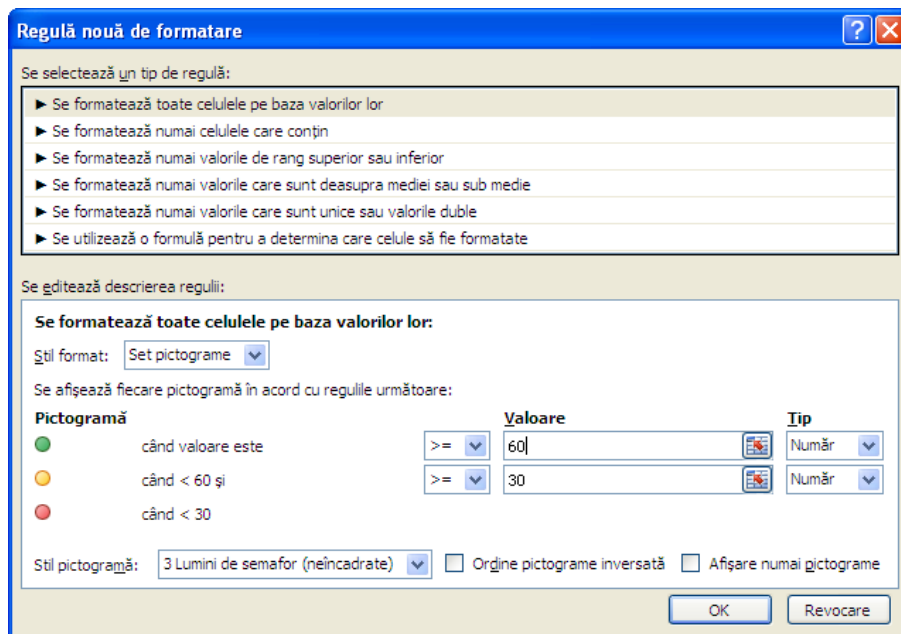 Regulă nouă de formatare
Se selectează un tip de regulă:
► Se formatează toate celulele pe baza valorilor lor
► Se formatează numai celulele care conțin
► Se formatează numai valorile de rang superior sau inferior
► Se formatează numai valorile care sunt deasupra mediei sau sub medie
► Se formatează numai valorile care sunt unice sau valorile duble
► Se utilizează o formulă pentru a determina care celule să fie formatate
Se editează descrierea regulii:
Se formatează toate celulele pe baza valorilor lor:
Stil format: Set pictograme
Se afișează fiecare pictogramă în acord cu regulile următoare:
Pictogramă Valoare Tip
când valoare este >= 60 Număr
când < 60 și >= 30 Număr
când < 30
Stil pictogramă: 3 Lumini de semafor (neîncadrate) Ordine pictograme inversată Afișare numai pictograme
OK Revocare